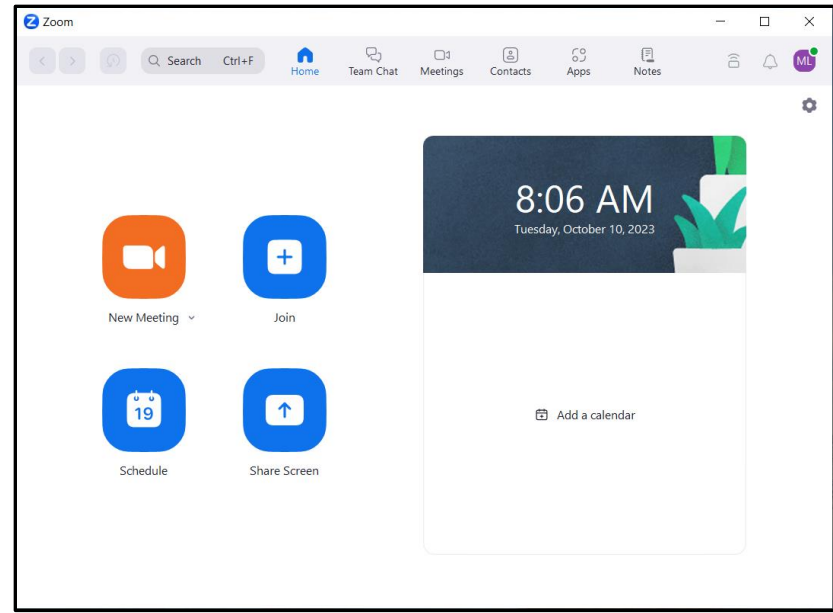 Zoom
Search Ctrl+F
Home
Team Chat
Meetings
Contacts
Apps
Notes
ML
8:06 AM
Tuesday, October 10, 2023
New Meeting
Join
19
Schedule
Share Screen
Add a calendar